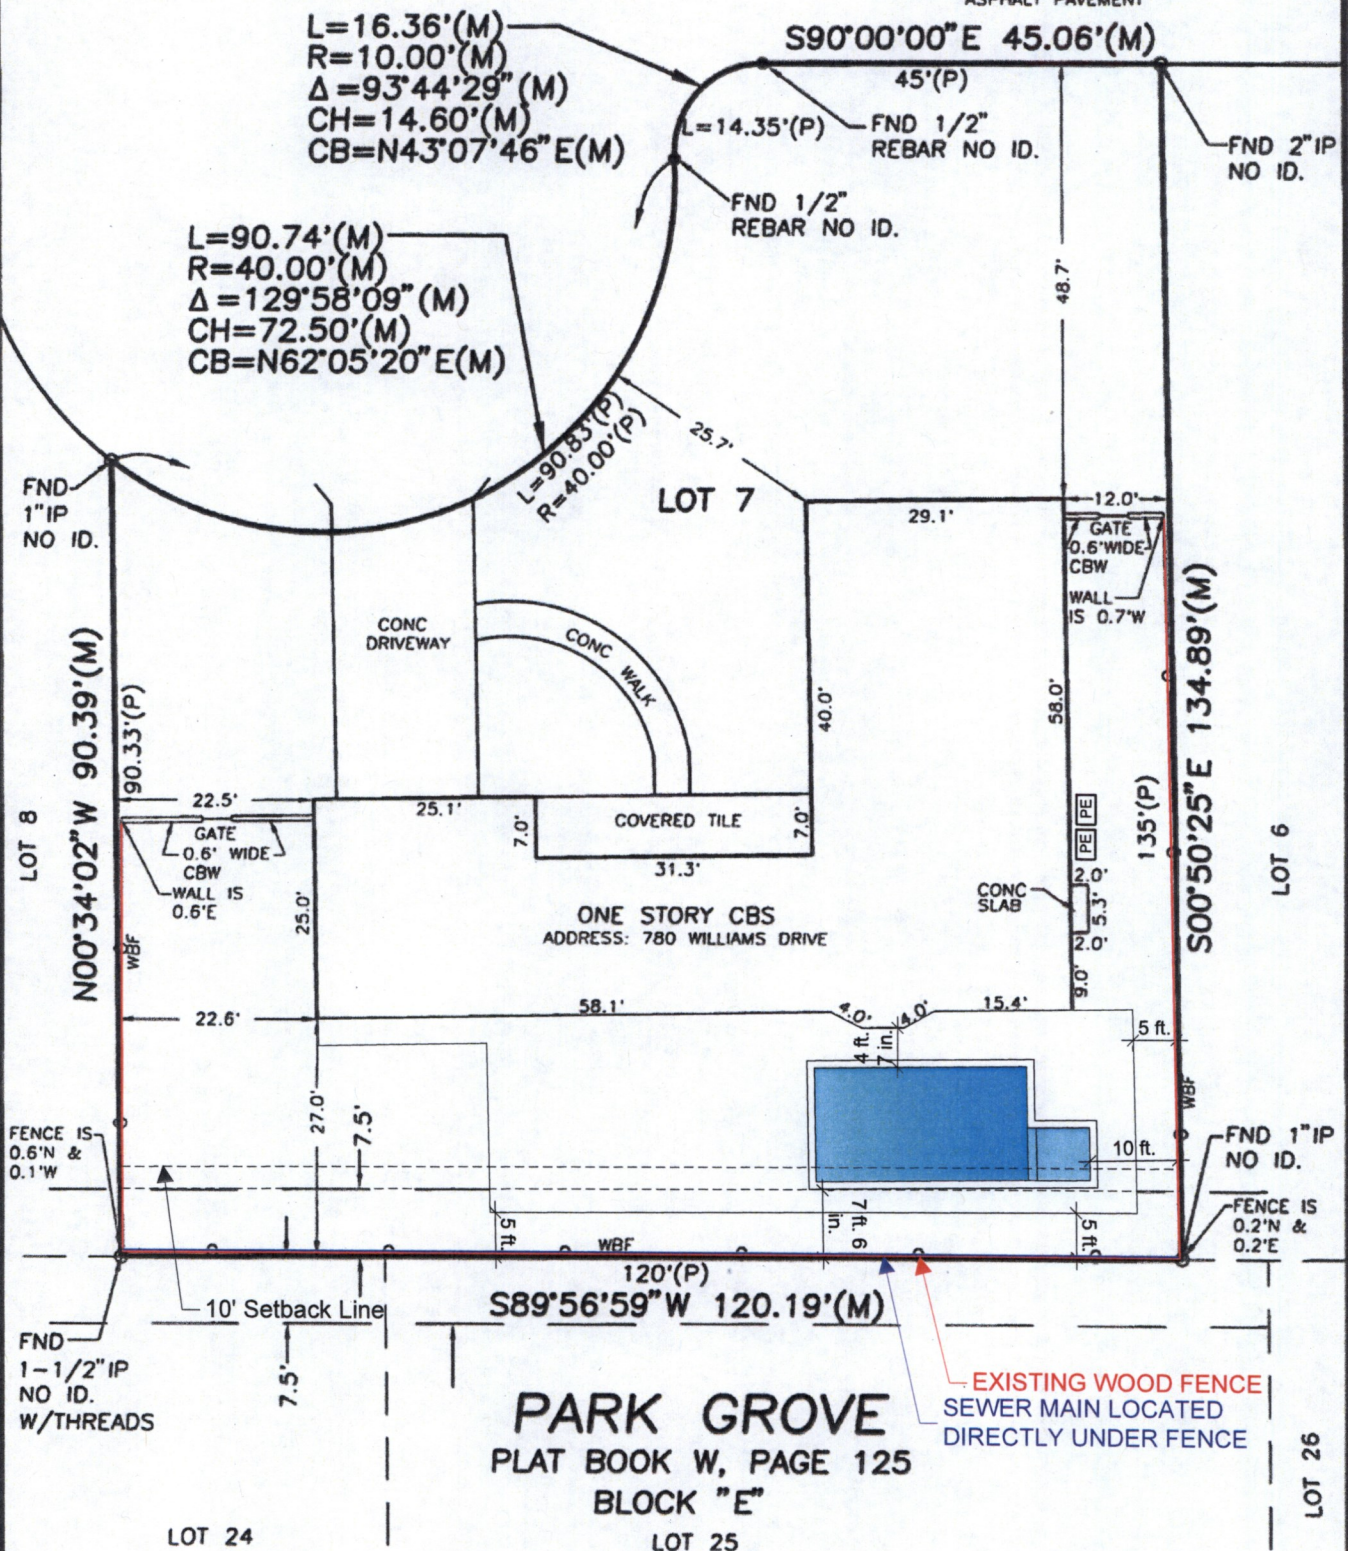 ASPHALT PAVEMENT
L=16.36'(M)
R=10.00'(M)
Δ=93°44'29"(M)
CH=14.60'(M)
CB=N43°07'46"E(M)
S90°00'00"E 45.06'(M)
45'(P)
L=14.35'(P)
FND 1/2"
REBAR NO ID.
FND 2"IP
NO ID.
FND 1/2"
REBAR NO ID.
L=90.74'(M)
R=40.00'(M)
Δ=129°58'09"(M)
CH=72.50'(M)
CB=N62°05'20"E(M)
48.7'
L=90.83'(P)
R=40.00'(P)
25.7'
FND
1"IP
NO ID.
LOT 7
29.1'
12.0'
GATE
0.6'WIDE
CBW
WALL
IS 0.7'W
CONC
DRIVEWAY
CONC WALK
40.0'
58.0'
N00°34'02"W 90.39'(M)
90.33'(P)
S00°50'25"E 134.89'(M)
135'(P)
LOT 8
LOT 6
22.5'
GATE
0.6' WIDE
CBW
WALL IS
0.6'E
25.1'
7.0'
COVERED TILE
7.0'
31.3'
PE
PE
2.0'
CONC
SLAB
5.3'
2.0'
9.0'
25.0'
ONE STORY CBS
ADDRESS: 780 WILLIAMS DRIVE
WBF
22.6'
58.1'
4.0'
4.0'
15.4'
4 ft.
7 in.
5 ft.
WBF
27.0'
7.5'
10 ft.
FENCE IS
0.6'N &
0.1'W
FND 1"IP
NO ID.
FENCE IS
0.2'N &
0.2'E
5 ft.
7 ft. 6
in.
5 ft.
WBF
120'(P)
10' Setback Line
S89°56'59"W 120.19'(M)
FND
1-1/2"IP
NO ID.
W/THREADS
7.5'
EXISTING WOOD FENCE
SEWER MAIN LOCATED
DIRECTLY UNDER FENCE
PARK GROVE
PLAT BOOK W, PAGE 125
BLOCK "E"
LOT 24
LOT 25
LOT 26